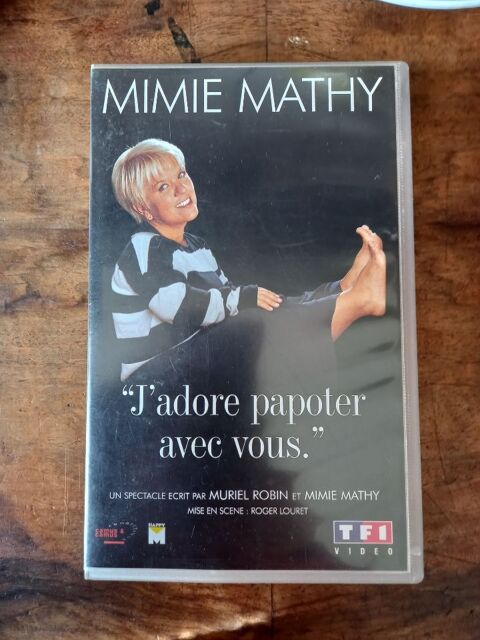 MIMIE MATHY
“J'adore papoter
avec vous.”
UN SPECTACLE ECRIT PAR MURIEL ROBIN ET MIMIE MATHY
MISE EN SCENE : ROGER LOURET
HAPPY
M
TF1
VIDEO